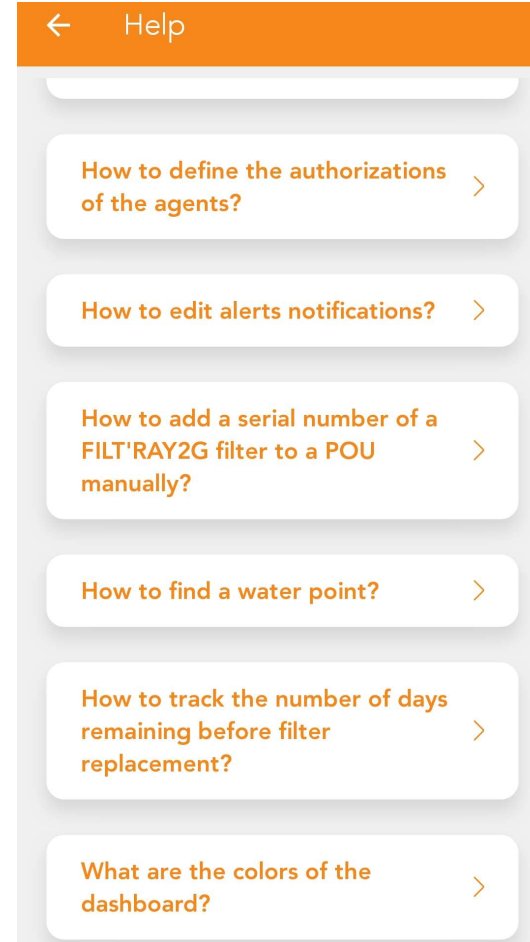 Help
How to define the authorizations
of the agents?
How to edit alerts notifications?
How to add a serial number of a
FILT'RAY2G filter to a POU
manually?
How to find a water point?
How to track the number of days
remaining before filter
replacement?
What are the colors of the
dashboard?